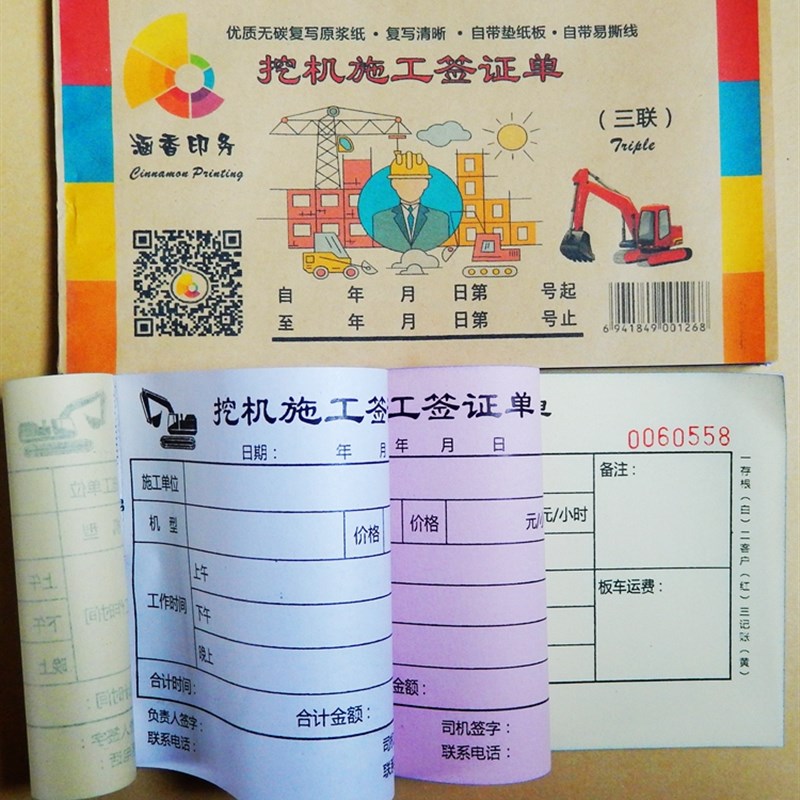 优质无碳复写原浆纸·复写清晰·自带垫纸板·自带易撕线
挖机施工签证单
（三联）
Triple
涵香印务
Cinnamon Printing
自 年 月 日第 号起
至 年 月 日第 号止
6 941849 001268
挖机施工签
工签证单
0060558
日期： 年 月
年 月 日
施工单位
备注：
机 型
价格
价格
元/小时
工作时间
上午
下午
晚上
板车运费：
合计时间：
合计金额：
金额：
负责人签字：
司机签字：
联系电话：
联系电话：
一存根（白）二客户（红）三记账（黄）